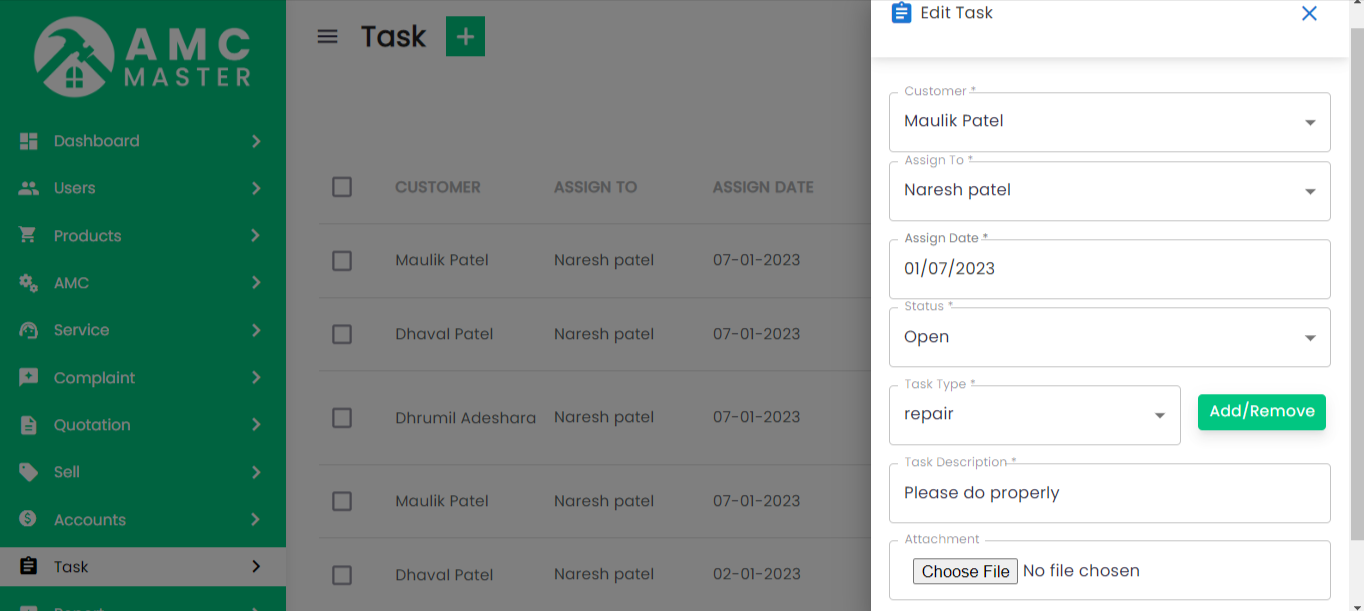 AMC
MASTER
Dashboard
Users
Products
AMC
Service
Complaint
Quotation
Sell
Accounts
Task
Report
Task +
CUSTOMER ASSIGN TO ASSIGN DATE
Maulik Patel Naresh patel 07-01-2023
Dhaval Patel Naresh patel 07-01-2023
Dhrumil Adeshara Naresh patel 07-01-2023
Maulik Patel Naresh patel 07-01-2023
Dhaval Patel Naresh patel 02-01-2023
Edit Task
Customer *
Maulik Patel
Assign To *
Naresh patel
Assign Date *
01/07/2023
Status *
Open
Task Type *
repair
Add/Remove
Task Description *
Please do properly
Attachment
Choose File No file chosen